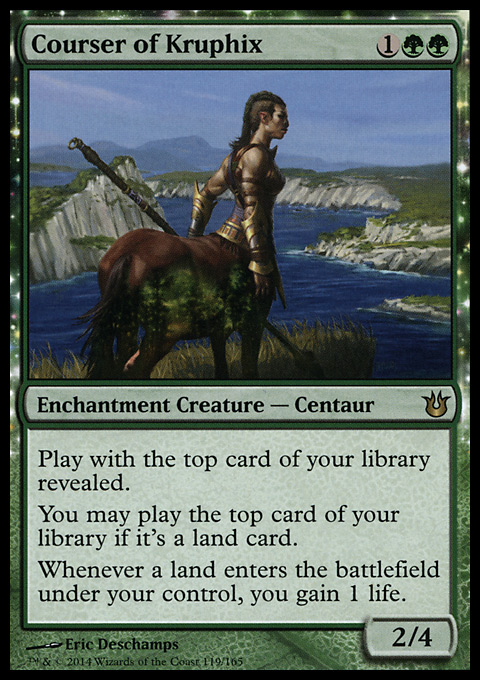 Courser of Kruphix 1
Enchantment Creature — Centaur
Play with the top card of your library
revealed.
You may play the top card of your
library if it's a land card.
Whenever a land enters the battlefield
under your control, you gain 1 life.
Eric Deschamps
2/4
™ & © 2014 Wizards of the Coast 119/165